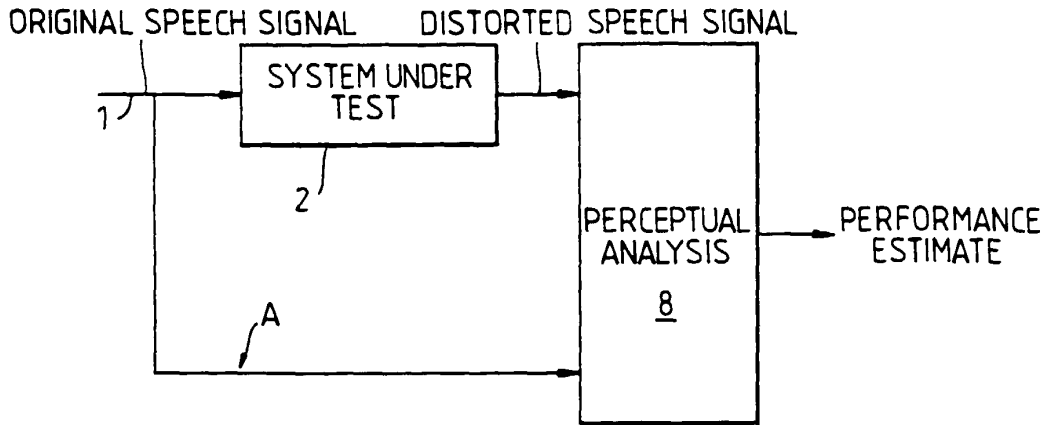 ORIGINAL SPEECH SIGNAL
DISTORTED SPEECH SIGNAL
SYSTEM UNDER
TEST
1
2
PERCEPTUAL
ANALYSIS
8
PERFORMANCE
ESTIMATE
A